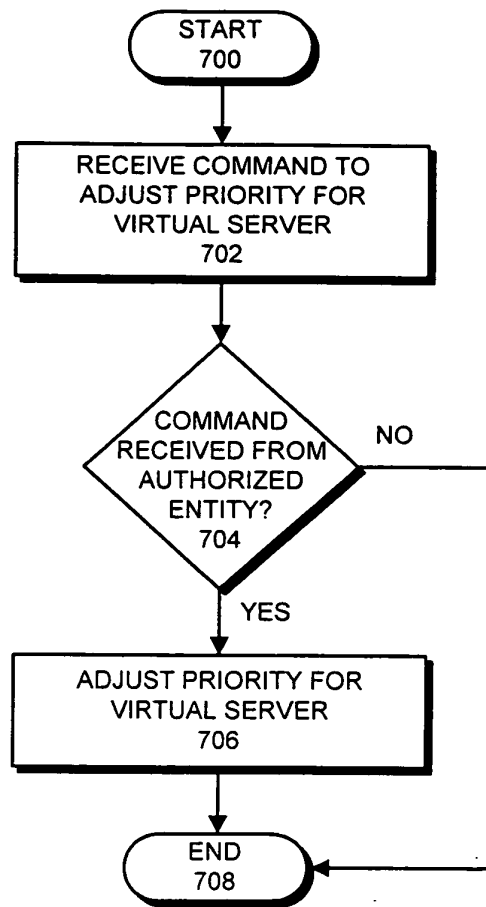 START
700
RECEIVE COMMAND TO
ADJUST PRIORITY FOR
VIRTUAL SERVER
702
COMMAND
RECEIVED FROM
AUTHORIZED
ENTITY?
704
NO
YES
ADJUST PRIORITY FOR
VIRTUAL SERVER
706
END
708